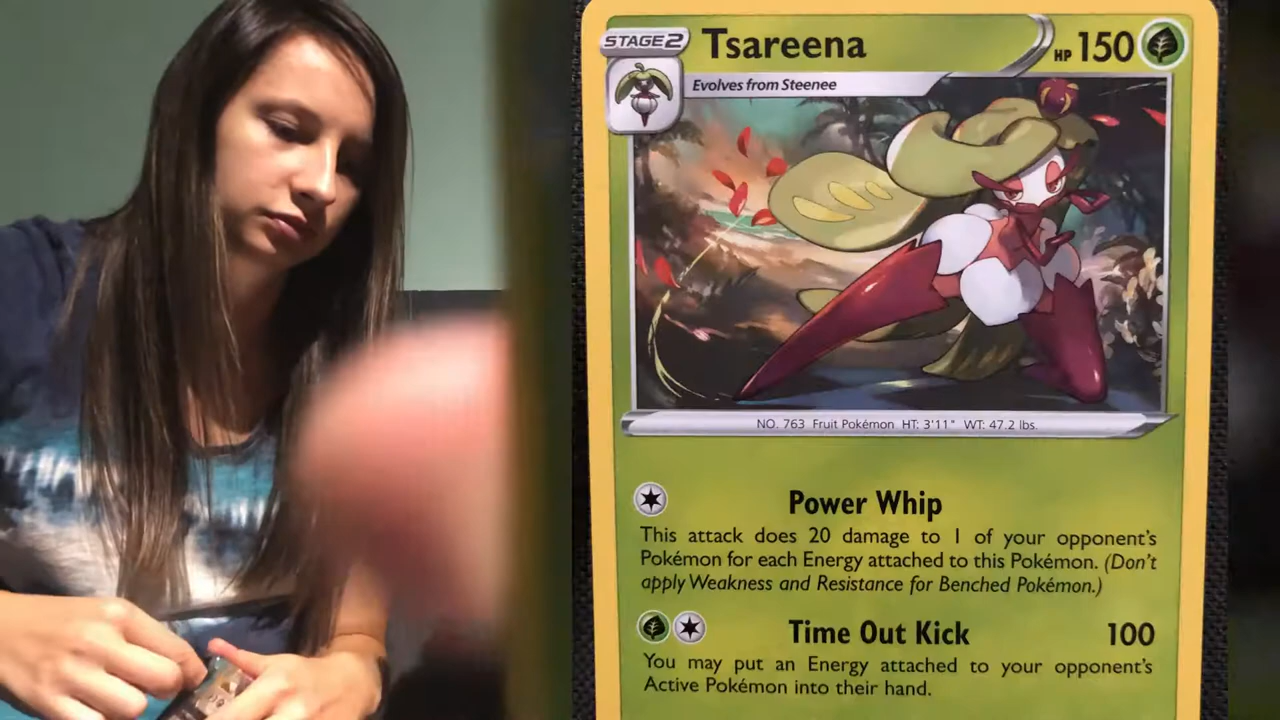 STAGE2
Tsareena
HP 150
Evolves from Steenee
NO. 763 Fruit Pokémon HT: 3'11" WT: 47.2 lbs.
Power Whip
This attack does 20 damage to 1 of your opponent's
Pokémon for each Energy attached to this Pokémon. (Don't
apply Weakness and Resistance for Benched Pokémon.)
Time Out Kick 100
You may put an Energy attached to your opponent's
Active Pokémon into their hand.